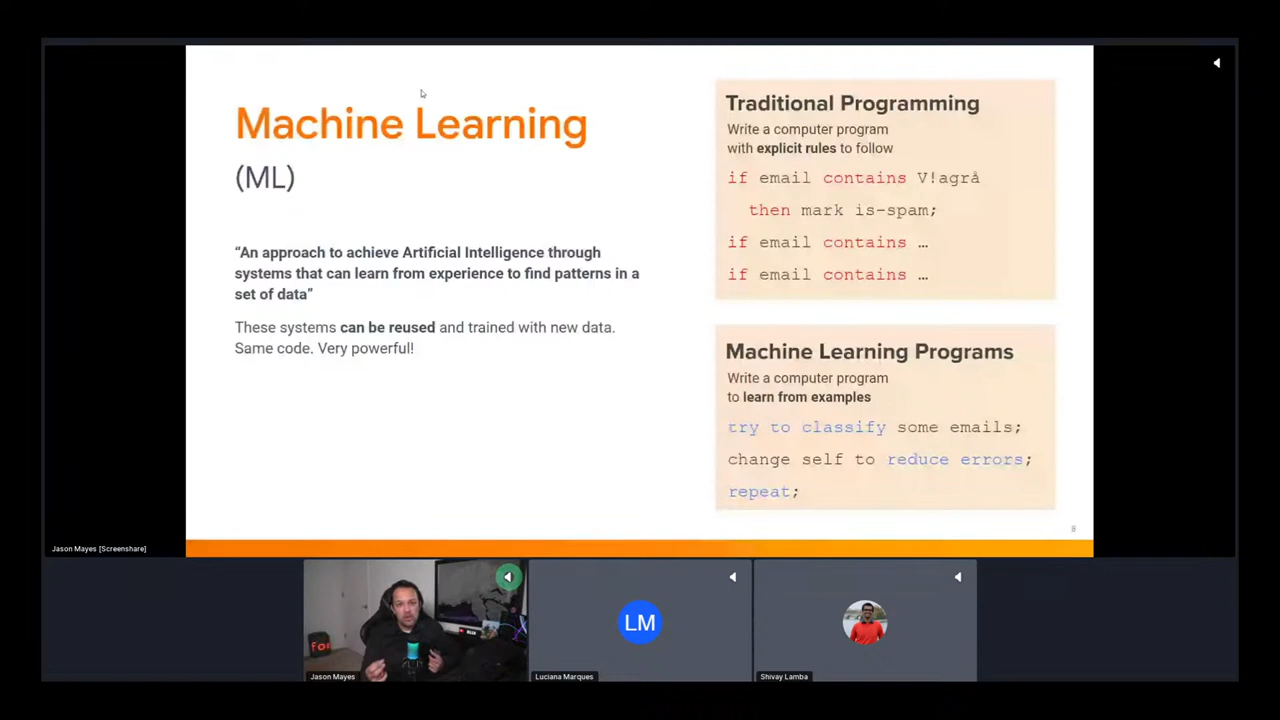 Machine Learning
(ML)
“An approach to achieve Artificial Intelligence through
systems that can learn from experience to find patterns in a
set of data”
These systems can be reused and trained with new data.
Same code. Very powerful!
Traditional Programming
Write a computer program
with explicit rules to follow
if email contains V!agrå
then mark is-spam;
if email contains …
if email contains …
Machine Learning Programs
Write a computer program
to learn from examples
try to classify some emails;
change self to reduce errors;
repeat;
8
Jason Mayes [Screenshare]
Jason Mayes
LM
Luciana Marques
Shivay Lamba